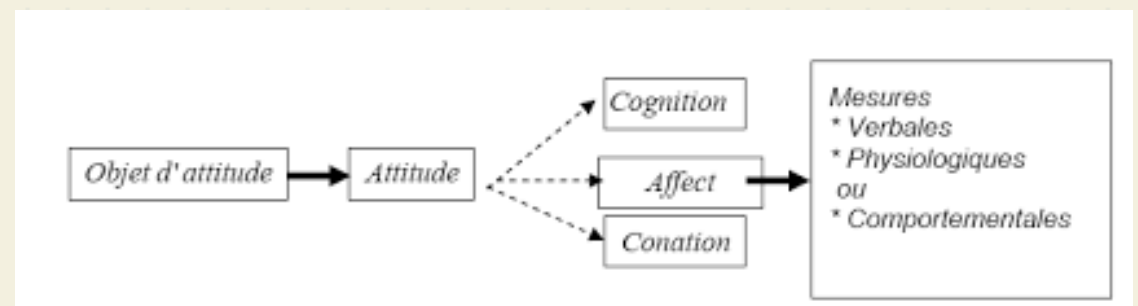 Objet d'attitude
Attitude
Cognition
Affect
Conation
Mesures
* Verbales
* Physiologiques
ou
* Comportementales